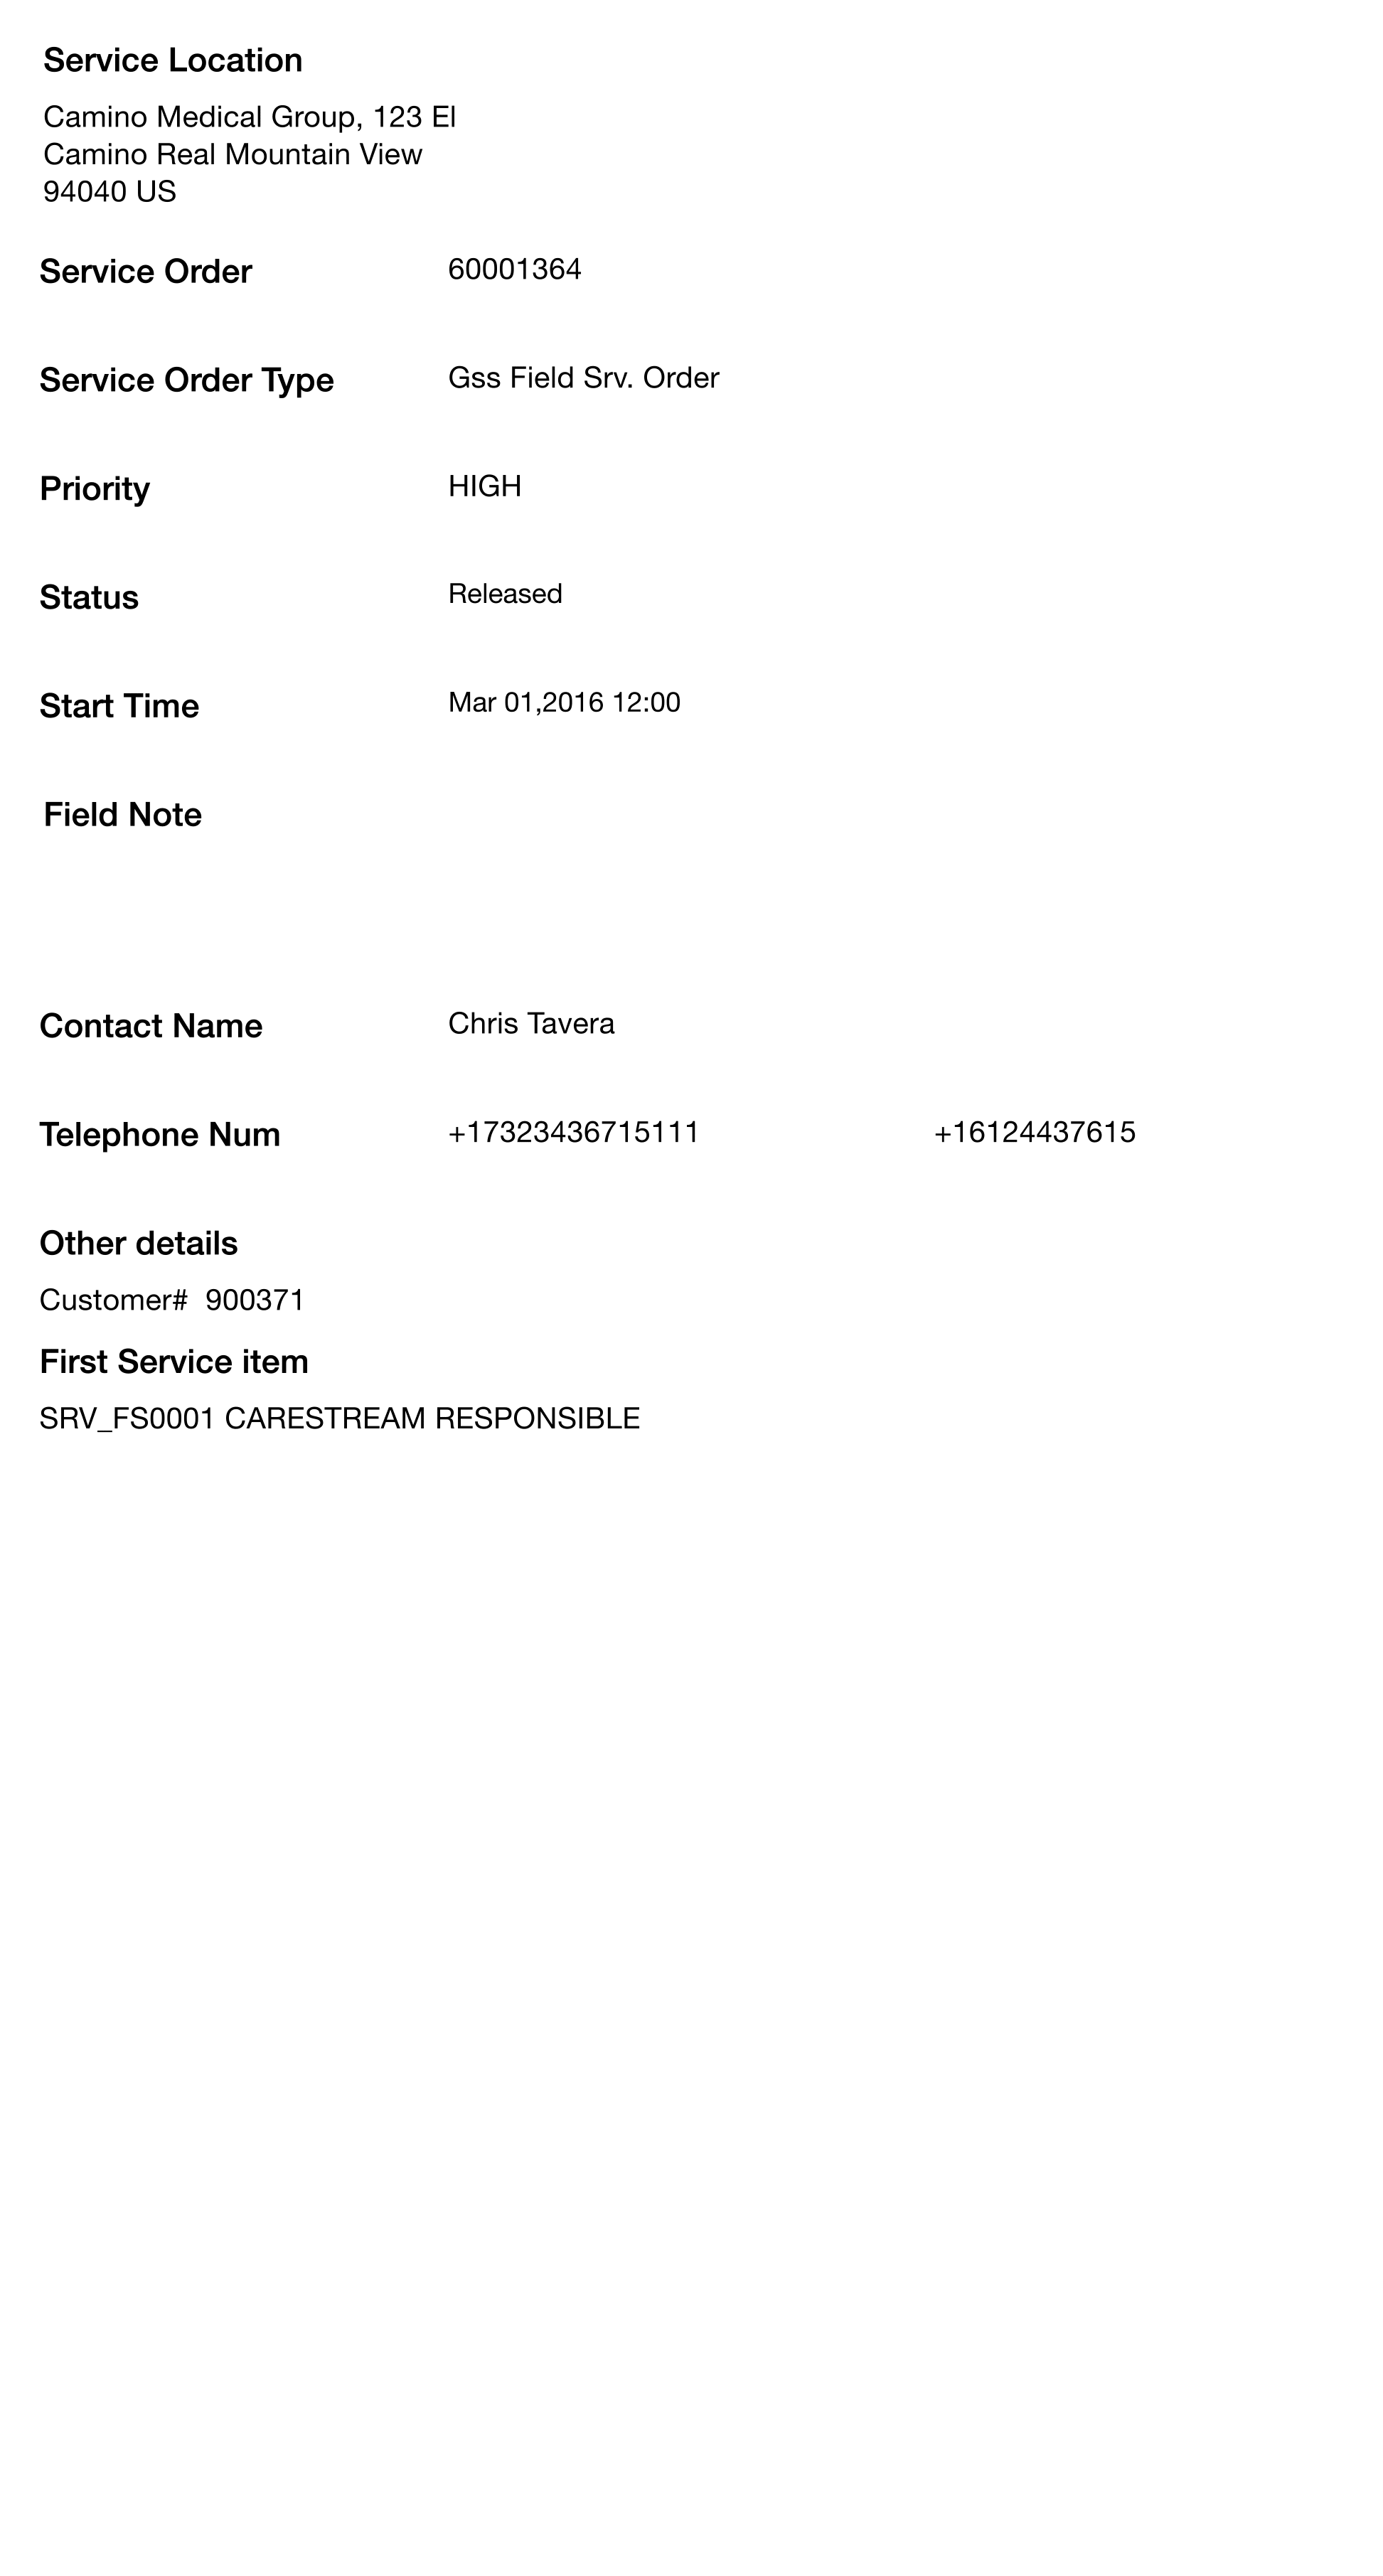 Service Location
Camino Medical Group, 123 El
Camino Real Mountain View
94040 US
Service Order 60001364
Service Order Type Gss Field Srv. Order
Priority HIGH
Status Released
Start Time Mar 01,2016 12:00
Field Note
Contact Name Chris Tavera
Telephone Num +17323436715111 +16124437615
Other details
Customer# 900371
First Service item
SRV_FS0001 CARESTREAM RESPONSIBLE